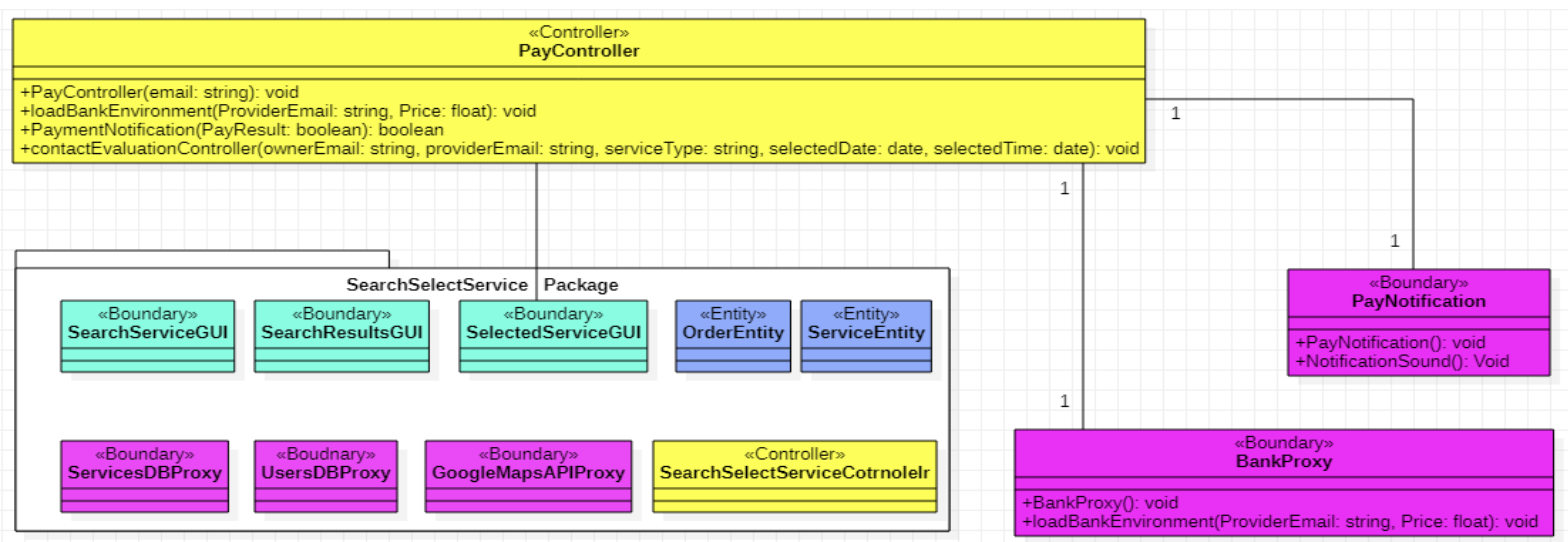 «Controller»
PayController
+PayController(email: string): void
+loadBankEnvironment(ProviderEmail: string, Price: float): void
+PaymentNotification(PayResult: boolean): boolean
+contactEvaluationController(ownerEmail: string, providerEmail: string, serviceType: string, selectedDate: date, selectedTime: date): void
1
1
1
1
SearchSelectService Package
«Boundary»
SearchServiceGUI
«Boundary»
SearchResultsGUI
«Boundary»
SelectedServiceGUI
«Entity»
OrderEntity
«Entity»
ServiceEntity
«Boundary»
ServicesDBProxy
«Boudnary»
UsersDBProxy
«Boundary»
GoogleMapsAPIProxy
«Controller»
SearchSelectServiceCotrnolelr
«Boundary»
PayNotification
+PayNotification(): void
+NotificationSound(): Void
«Boundary»
BankProxy
+BankProxy(): void
+loadBankEnvironment(ProviderEmail: string, Price: float): void